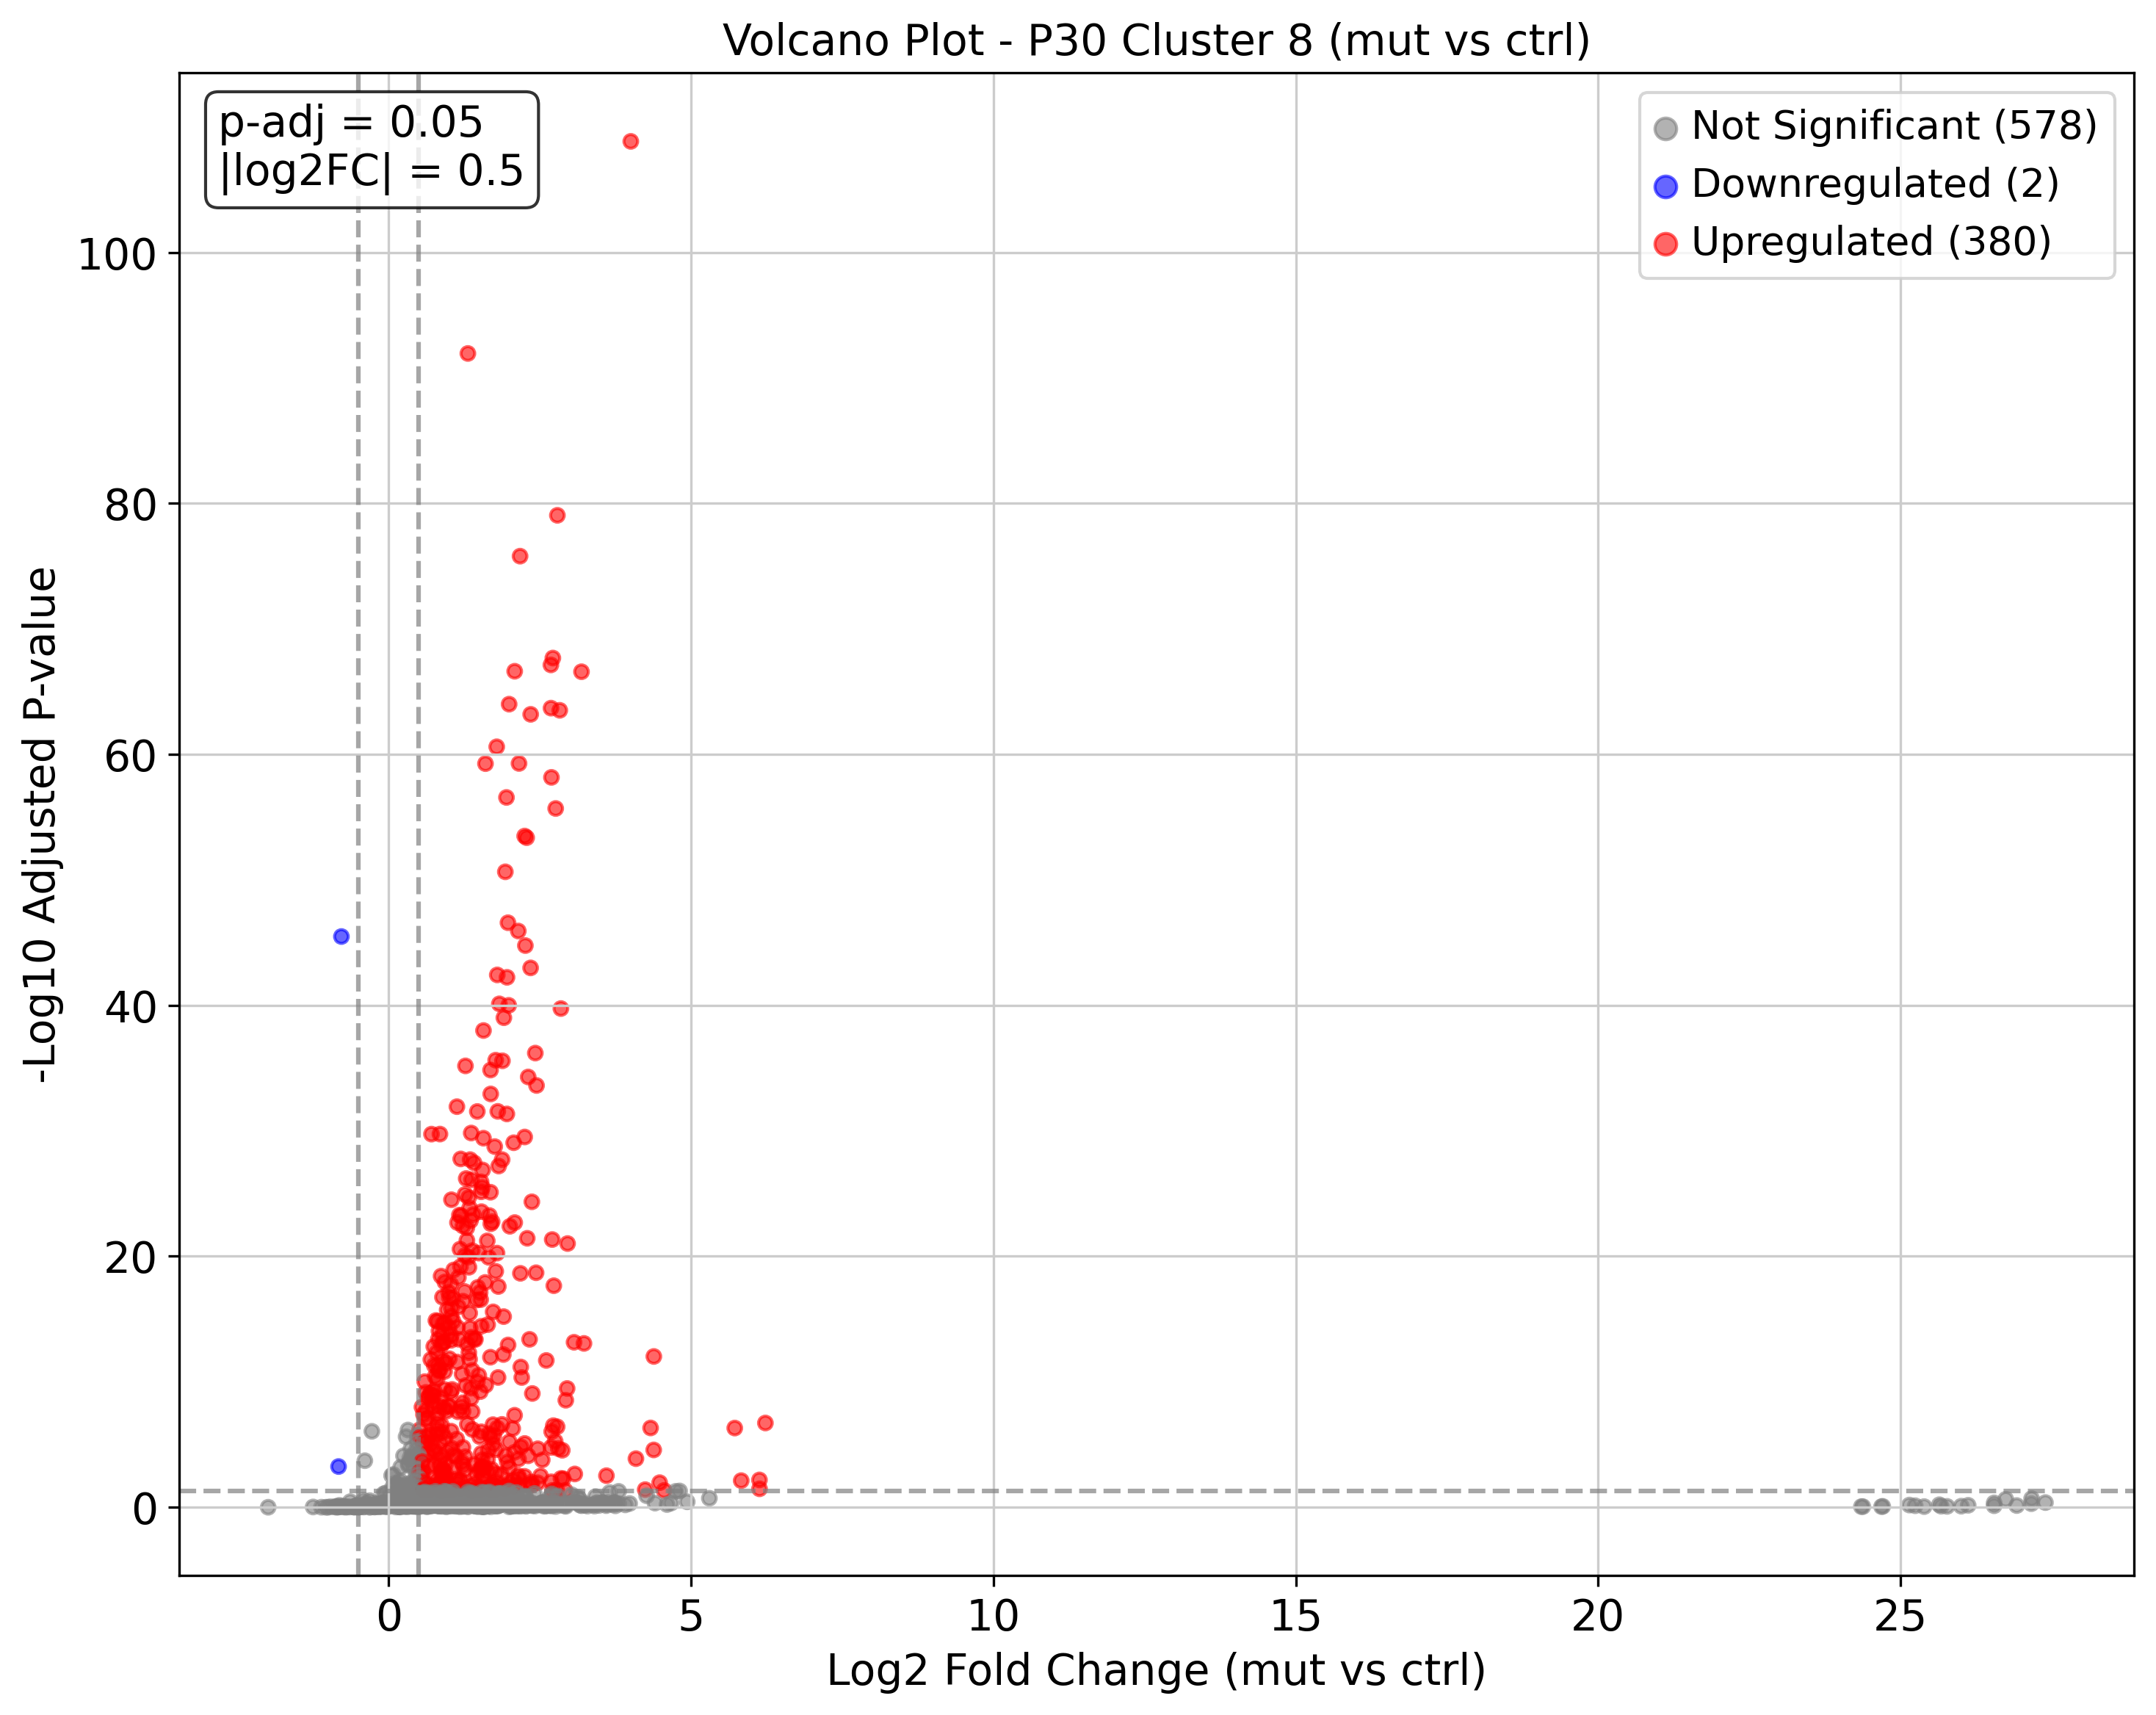 Volcano Plot - P30 Cluster 8 (mut vs ctrl)
p-adj = 0.05
|log2FC| = 0.5
Not Significant (578)
Downregulated (2)
Upregulated (380)
-Log10 Adjusted P-value
100
80
60
40
20
0
0 5 10 15 20 25
Log2 Fold Change (mut vs ctrl)